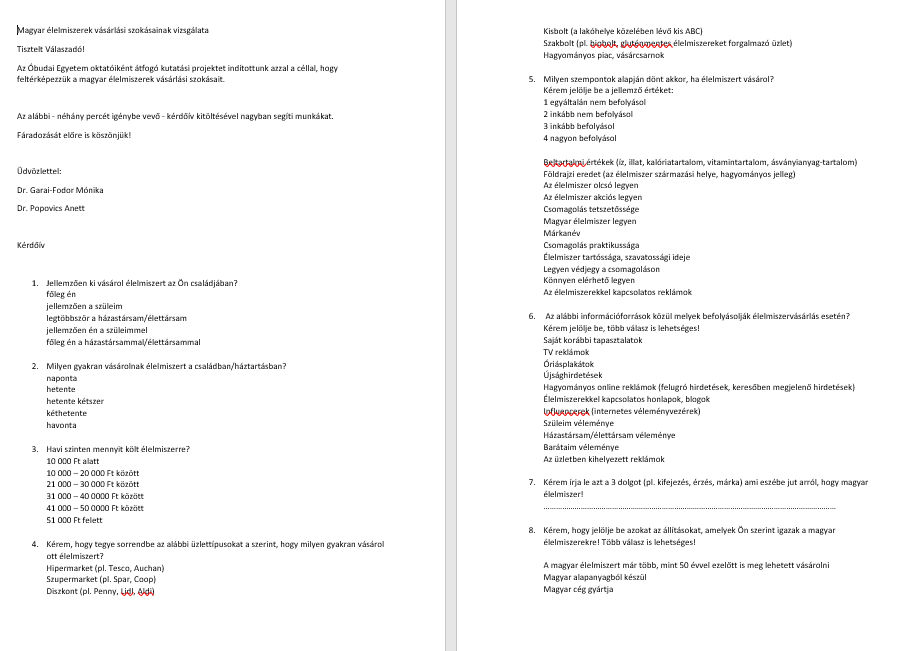 Magyar élelmiszerek vásárlási szokásainak vizsgálata
Tisztelt Válaszadó!
Az Óbudai Egyetem oktatóiként átfogó kutatási projektet indítottunk azzal a céllal, hogy
feltérképezzük a magyar élelmiszerek vásárlási szokásait.
Az alábbi - néhány percét igénybe vevő - kérdőív kitöltésével nagyban segíti munkákat.
Fáradozását előre is köszönjük!
Üdvözlettel:
Dr. Garai-Fodor Mónika
Dr. Popovics Anett
Kérdőív
1. Jellemzően ki vásárol élelmiszert az Ön családjában?
főleg én
jellemzően a szüleim
legtöbbször a házastársam/élettársam
jellemzően én a szüleimmel
főleg én a házastársammal/élettársammal
2. Milyen gyakran vásárolnak élelmiszert a családban/háztartásban?
naponta
hetente
hetente kétszer
kéthetente
havonta
3. Havi szinten mennyit költ élelmiszerre?
10 000 Ft alatt
10 000 – 20 000 Ft között
21 000 – 30 000 Ft között
31 000 – 40 0000 Ft között
41 000 – 50 0000 Ft között
51 000 Ft felett
4. Kérem, hogy tegye sorrendbe az alábbi üzlettípusokat a szerint, hogy milyen gyakran vásárol
ott élelmiszert?
Hipermarket (pl. Tesco, Auchan)
Szupermarket (pl. Spar, Coop)
Diszkont (pl. Penny, Lidl, Aldi)
Kisbolt (a lakóhelye közelében lévő kis ABC)
Szakbolt (pl. biobolt, gluténmentes élelmiszereket forgalmazó üzlet)
Hagyományos piac, vásárcsarnok
5. Milyen szempontok alapján dönt akkor, ha élelmiszert vásárol?
Kérem jelölje be a jellemző értéket:
1 egyáltalán nem befolyásol
2 inkább nem befolyásol
3 inkább befolyásol
4 nagyon befolyásol
Beltartalmi értékek (íz, illat, kalóriatartalom, vitamintartalom, ásványianyag-tartalom)
Földrajzi eredet (az élelmiszer származási helye, hagyományos jelleg)
Az élelmiszer olcsó legyen
Az élelmiszer akciós legyen
Csomagolás tetszetőssége
Magyar élelmiszer legyen
Márkanév
Csomagolás praktikussága
Élelmiszer tartóssága, szavatossági ideje
Legyen védjegy a csomagoláson
Könnyen elérhető legyen
Az élelmiszerekkel kapcsolatos reklámok
6. Az alábbi információforrások közül melyek befolyásolják élelmiszervásárlás esetén?
Kérem jelölje be, több válasz is lehetséges!
Saját korábbi tapasztalatok
TV reklámok
Óriásplakátok
Újsághirdetések
Hagyományos online reklámok (felugró hirdetések, keresőben megjelenő hirdetések)
Élelmiszerekkel kapcsolatos honlapok, blogok
Influencerek (internetes véleményvezérek)
Szüleim véleménye
Házastársam/élettársam véleménye
Barátaim véleménye
Az üzletben kihelyezett reklámok
7. Kérem írja le azt a 3 dolgot (pl. kifejezés, érzés, márka) ami eszébe jut arról, hogy magyar
élelmiszer!
........................................................................................................
8. Kérem, hogy jelölje be azokat az állításokat, amelyek Ön szerint igazak a magyar
élelmiszerekre! Több válasz is lehetséges!
A magyar élelmiszert már több, mint 50 évvel ezelőtt is meg lehetett vásárolni
Magyar alapanyagból készül
Magyar cég gyártja